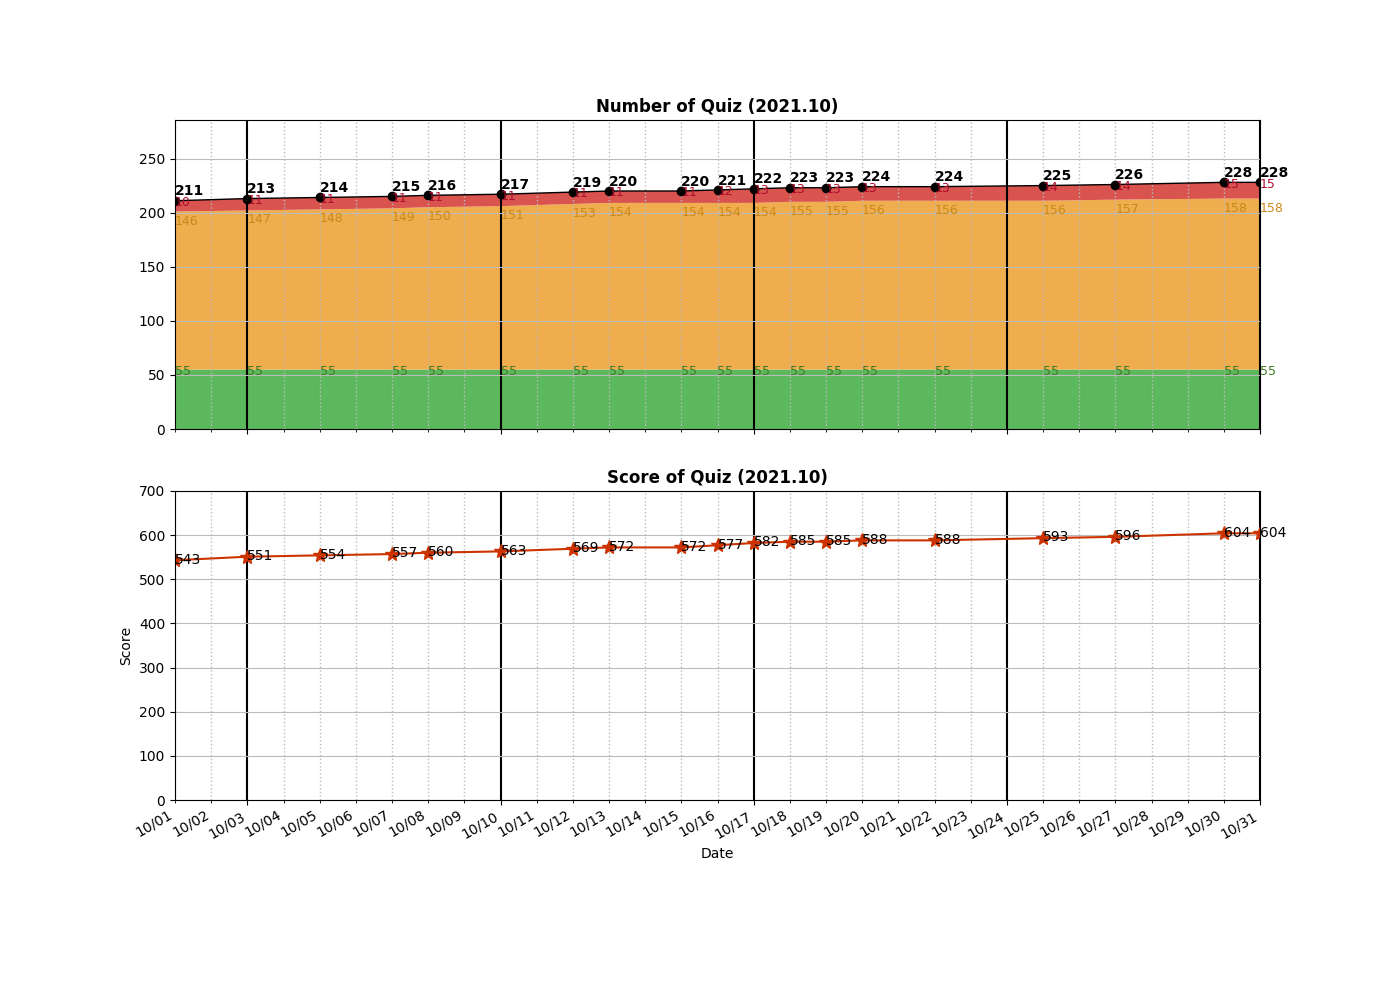 Number of Quiz (2021.10)
250
200
150
100
50
0
211 213 214 215 216 217 219 220 220 221 222 223 223 224 224 225 226 228 228
10 11 11 11 11 11 11 11 11 12 13 13 13 13 13 14 14 15 15
146 147 148 149 150 151 153 154 154 154 154 155 155 156 156 156 157 158 158
55 55 55 55 55 55 55 55 55 55 55 55 55 55 55 55 55 55 55
Score of Quiz (2021.10)
700
600
500
400
300
200
100
0
Score
543 551 554 557 560 563 569 572 572 577 582 585 585 588 588 593 596 604 604
10/01 10/02 10/03 10/04 10/05 10/06 10/07 10/08 10/09 10/10 10/11 10/12 10/13 10/14 10/15 10/16 10/17 10/18 10/19 10/20 10/21 10/22 10/23 10/24 10/25 10/26 10/27 10/28 10/29 10/30 10/31
Date